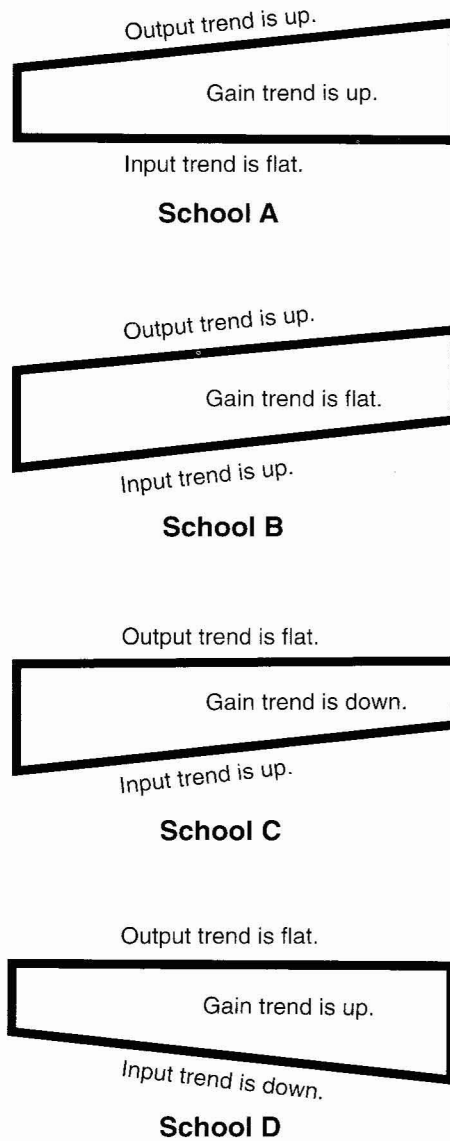 Output trend is up.
Gain trend is up.
Input trend is flat.
School A
Output trend is up.
Gain trend is flat.
Input trend is up.
School B
Output trend is flat.
Gain trend is down.
Input trend is up.
School C
Output trend is flat.
Gain trend is up.
Input trend is down.
School D